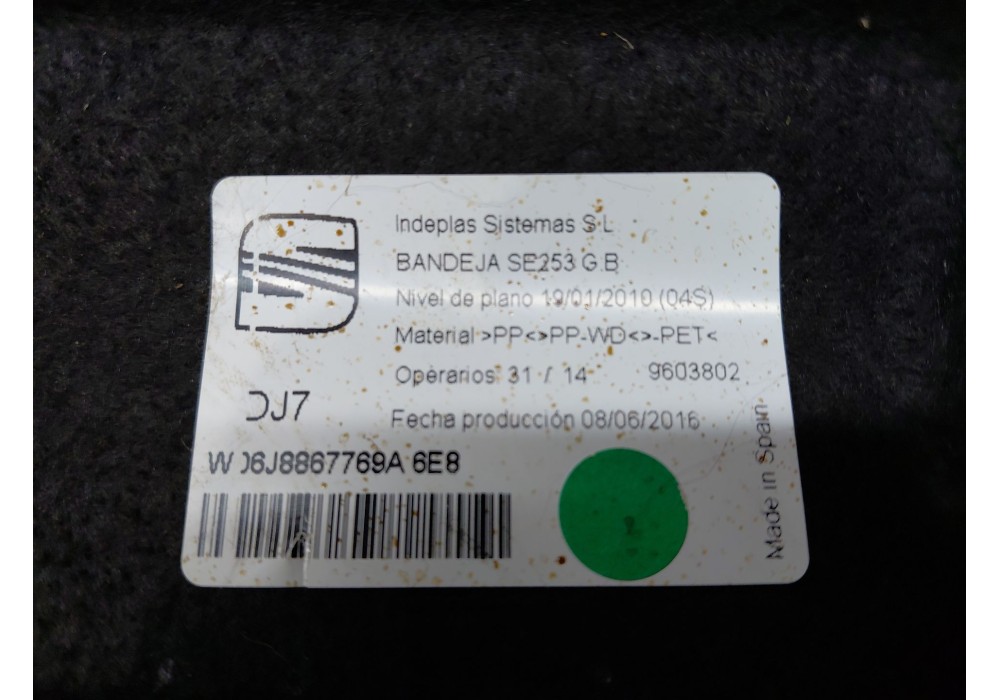 Indeplas Sistemas S.L
BANDEJA SE253 G.B
Nivel de plano 19/01/2010 (04S)
Material >PP<>PP-WD<>-PET<
Operarios: 31 / 14 9603802
DJ7
Fecha producción 08/06/2016
W 06J8867769A 6E8
Made in Spain